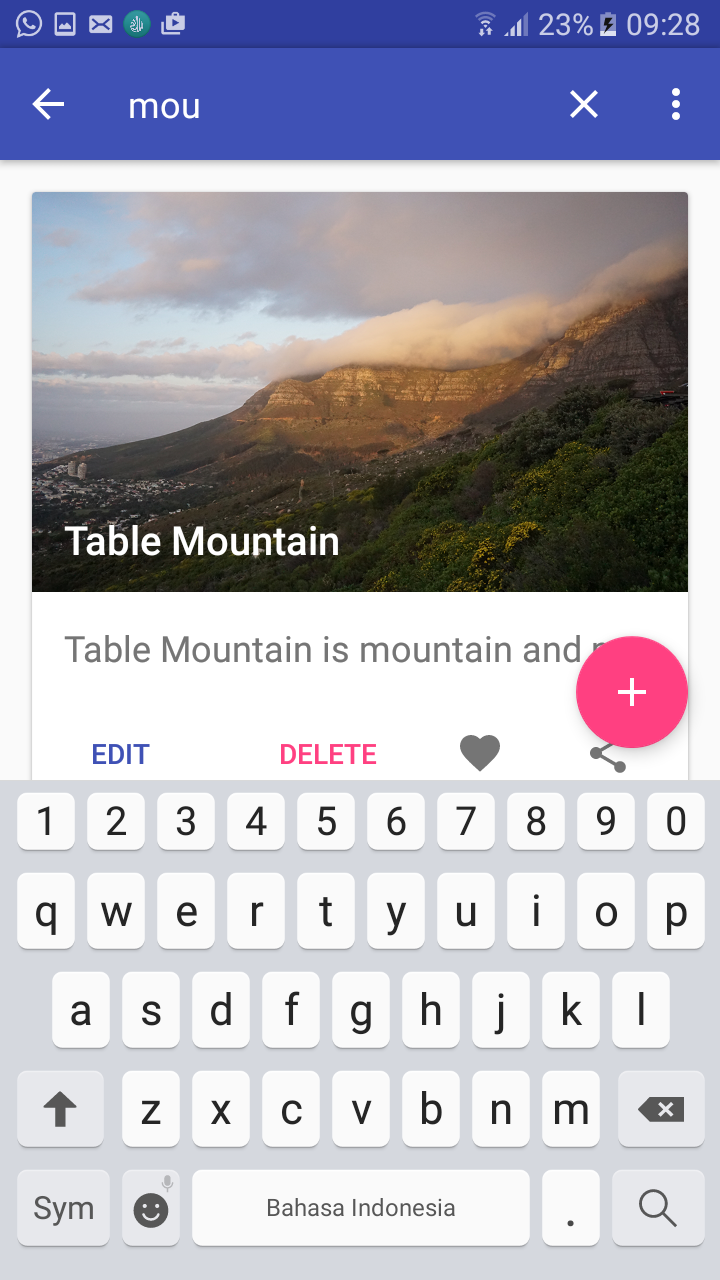 23% 09:28
mou
Table Mountain
Table Mountain is mountain and
EDIT DELETE
1 2 3 4 5 6 7 8 9 0
q w e r t y u i o p
a s d f g h j k l
z x c v b n m
Sym Bahasa Indonesia .